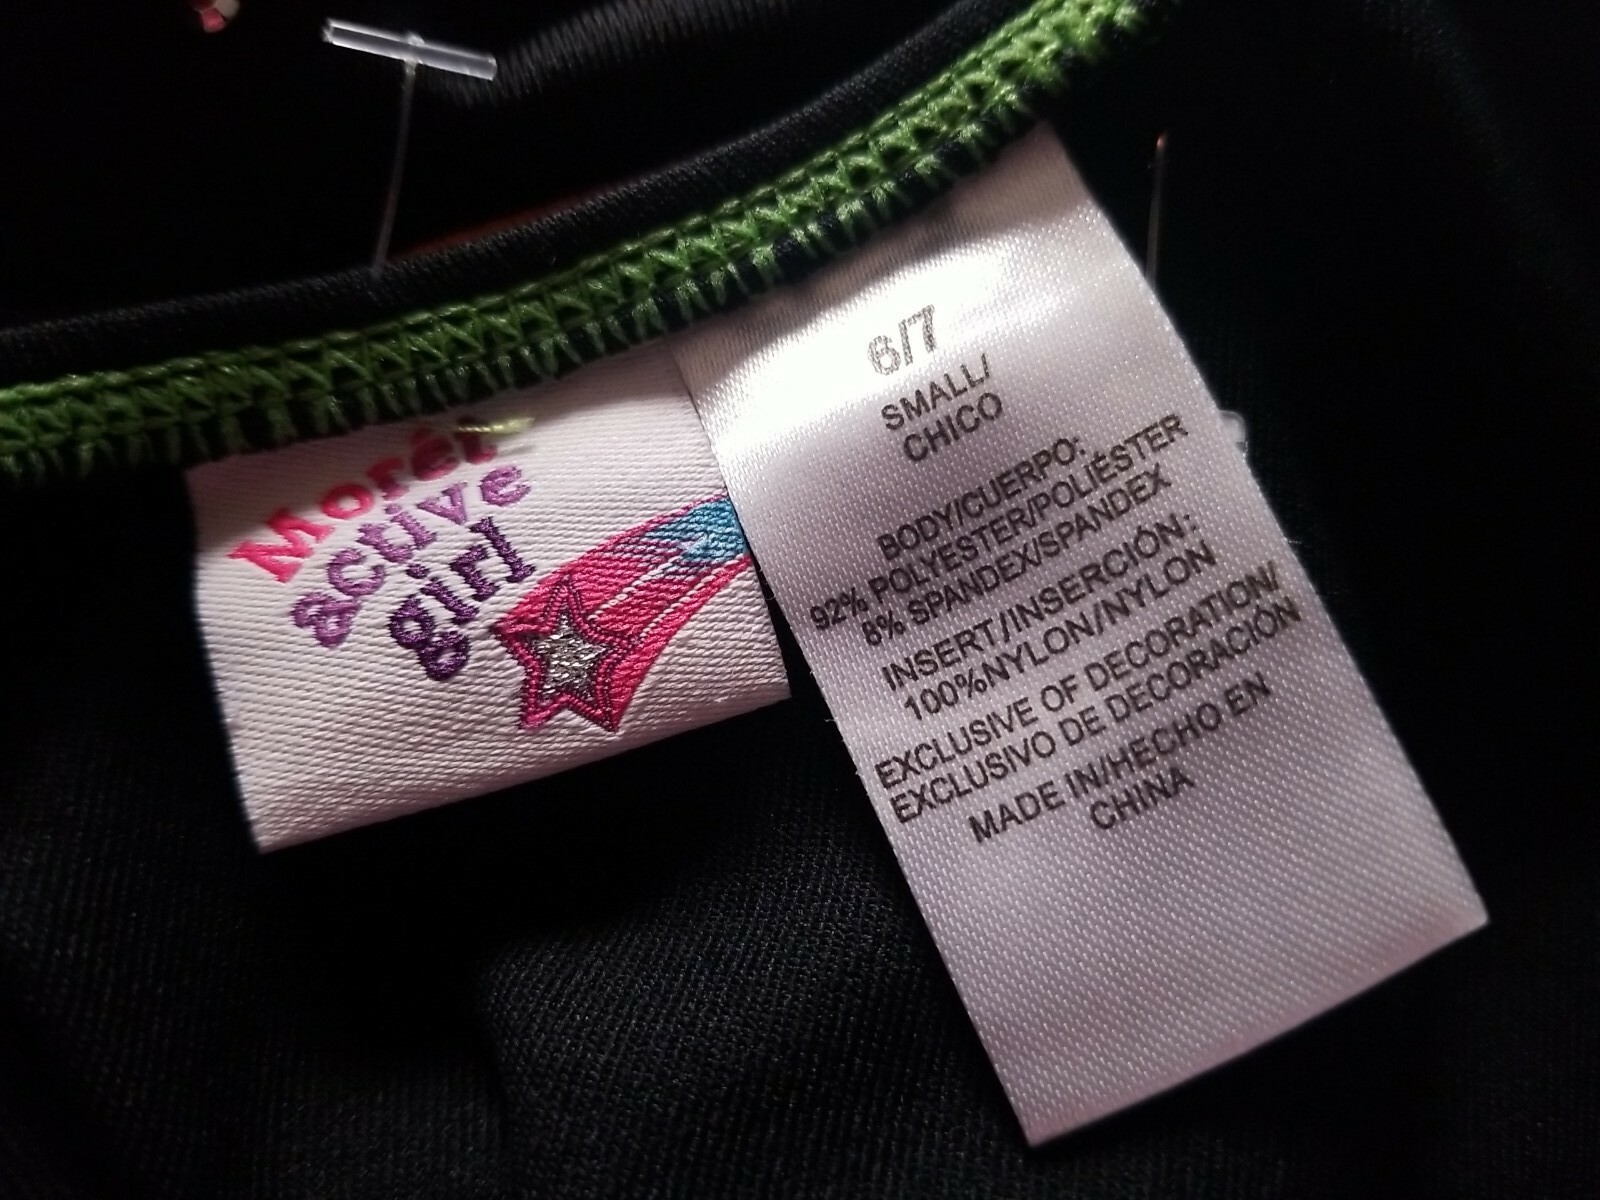 Morét
active
girl
6/7
SMALL/
CHICO
BODY/CUERPO:
92% POLYESTER/POLIÉSTER
8% SPANDEX/SPANDEX
INSERT/INSERCIÓN:
100%NYLON/NYLON
EXCLUSIVE OF DECORATION/
EXCLUSIVO DE DECORACIÓN
MADE IN/HECHO EN
CHINA